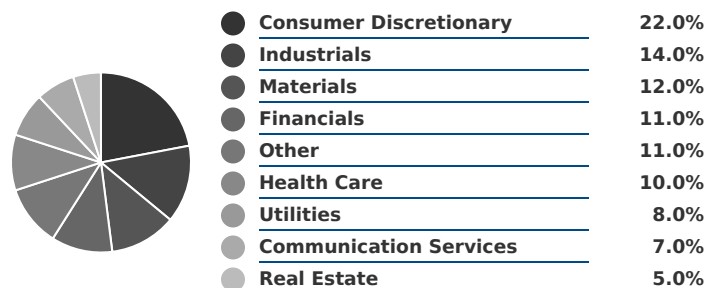 Consumer Discretionary 22.0%
Industrials 14.0%
Materials 12.0%
Financials 11.0%
Other 11.0%
Health Care 10.0%
Utilities 8.0%
Communication Services 7.0%
Real Estate 5.0%